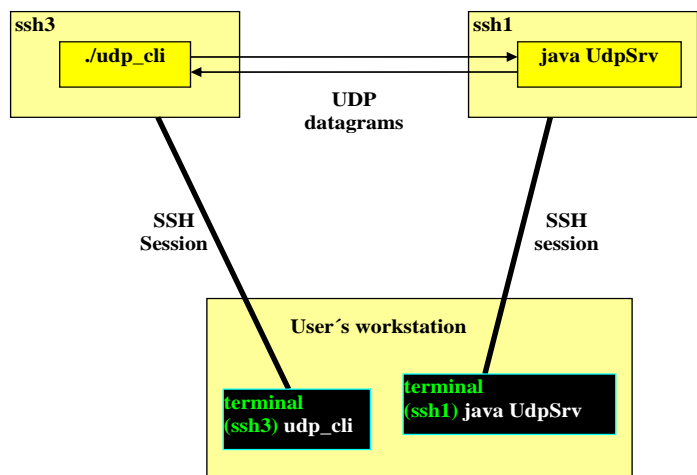 ssh3
./udp_cli
ssh1
java UdpSrv
UDP
datagrams
SSH
Session
SSH
session
User´s workstation
terminal
(ssh3) udp_cli
terminal
(ssh1) java UdpSrv